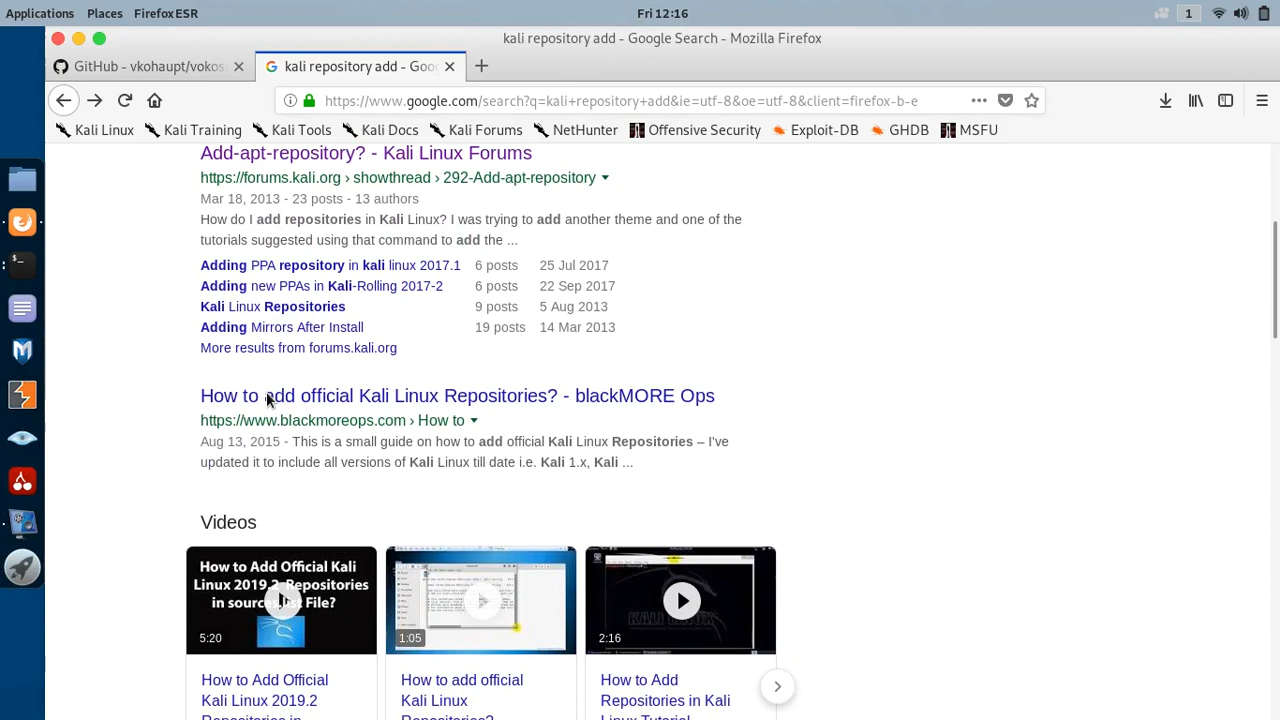 Applications Places Firefox ESR Fri 12:16 1
kali repository add - Google Search - Mozilla Firefox
GitHub - vkohaupt/vokos kali repository add - Goo
https://www.google.com/search?q=kali+repository+add&ie=utf-8&oe=utf-8&client=firefox-b-e
Kali Linux Kali Training Kali Tools Kali Docs Kali Forums NetHunter Offensive Security Exploit-DB GHDB MSFU
Add-apt-repository? - Kali Linux Forums
https://forums.kali.org › showthread › 292-Add-apt-repository
Mar 18, 2013 - 23 posts - 13 authors
How do I add repositories in Kali Linux? I was trying to add another theme and one of the
tutorials suggested using that command to add the ...
Adding PPA repository in kali linux 2017.1 6 posts 25 Jul 2017
Adding new PPAs in Kali-Rolling 2017-2 6 posts 22 Sep 2017
Kali Linux Repositories 9 posts 5 Aug 2013
Adding Mirrors After Install 19 posts 14 Mar 2013
More results from forums.kali.org
How to add official Kali Linux Repositories? - blackMORE Ops
https://www.blackmoreops.com › How to
Aug 13, 2015 - This is a small guide on how to add official Kali Linux Repositories – I've
updated it to include all versions of Kali Linux till date i.e. Kali 1.x, Kali ...
Videos
How to Add Official Kali
Linux 2019.2 Repositories
in sources.list File?
5:20 1:05 2:16
How to Add Official
Kali Linux 2019.2
Repositories in
How to add official
Kali Linux
Repositories?
How to Add
Repositories in Kali
Linux Tutorial